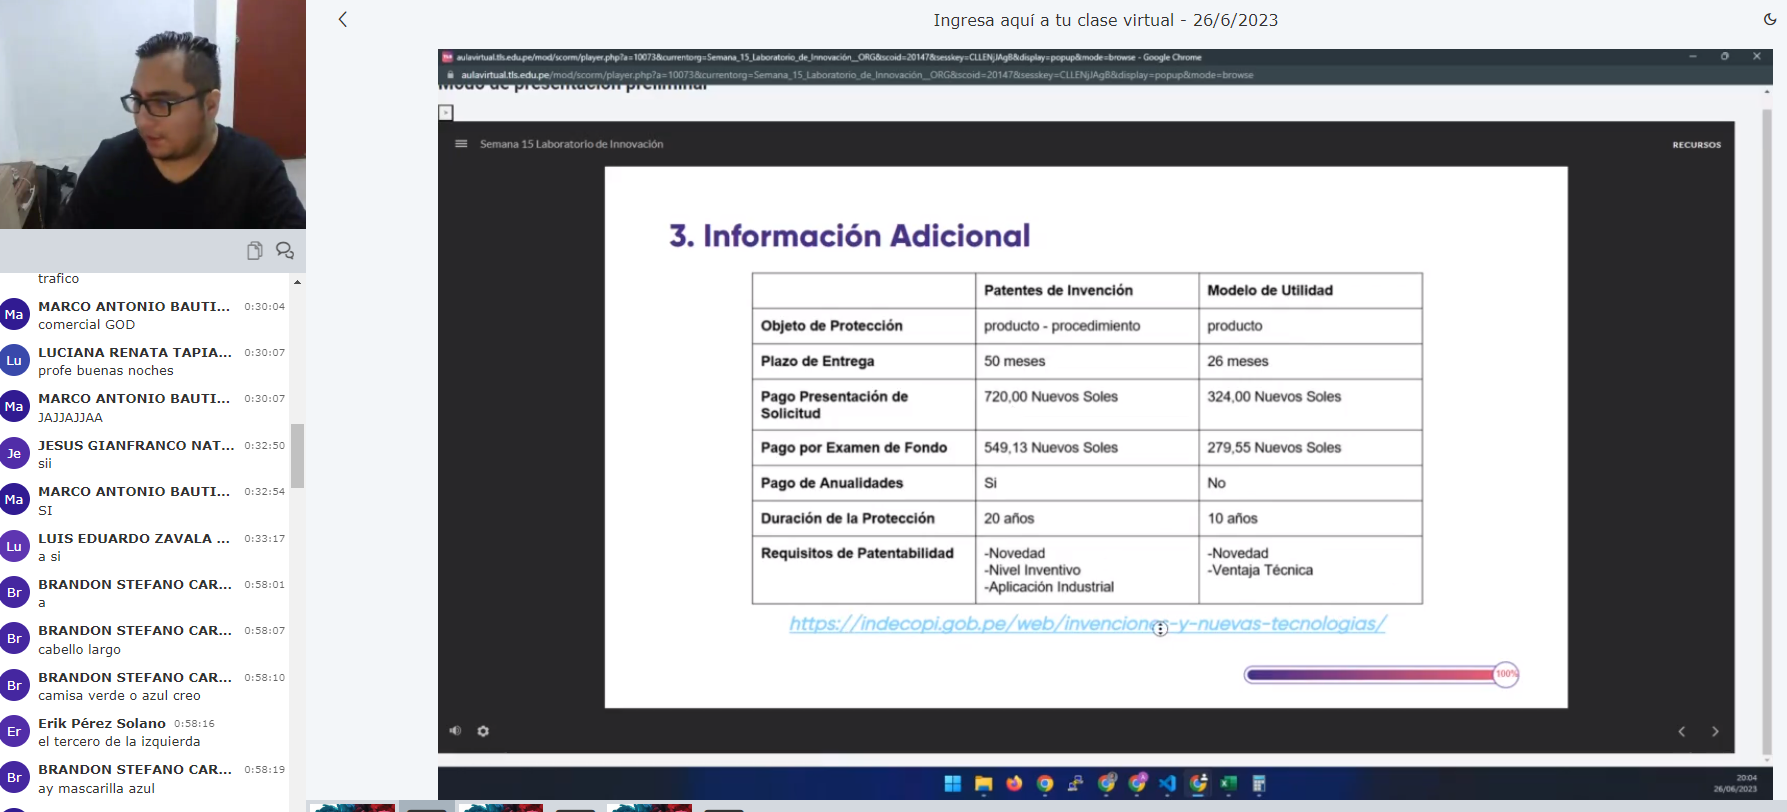 Ingresa aquí a tu clase virtual - 26/6/2023
aulavirtual.tls.edu.pe/mod/scorm/player.php?a=10073&currentorg=Semana_15_Laboratorio_de_Innovación__ORG&scoid=20147&sesskey=CLLENjJAgB&display=popup&mode=browse - Google Chrome
aulavirtual.tls.edu.pe/mod/scorm/player.php?a=10073&currentorg=Semana_15_Laboratorio_de_Innovación__ORG&scoid=20147&sesskey=CLLENjJAgB&display=popup&mode=browse
Modo de presentación preliminar
Semana 15 Laboratorio de Innovación
RECURSOS
3. Información Adicional
Patentes de Invención Modelo de Utilidad
Objeto de Protección producto - procedimiento producto
Plazo de Entrega 50 meses 26 meses
Pago Presentación de Solicitud 720,00 Nuevos Soles 324,00 Nuevos Soles
Pago por Examen de Fondo 549,13 Nuevos Soles 279,55 Nuevos Soles
Pago de Anualidades Si No
Duración de la Protección 20 años 10 años
Requisitos de Patentabilidad -Novedad -Novedad
-Nivel Inventivo -Ventaja Técnica
-Aplicación Industrial
https://indecopi.gob.pe/web/invenciones-y-nuevas-tecnologias/
100%
20:04
26/06/2023
trafico
Ma MARCO ANTONIO BAUTI... 0:30:04
comercial GOD
Lu LUCIANA RENATA TAPIA... 0:30:07
profe buenas noches
Ma MARCO ANTONIO BAUTI... 0:30:07
JAJJAJJAA
Je JESUS GIANFRANCO NAT... 0:32:50
sii
Ma MARCO ANTONIO BAUTI... 0:32:54
SI
Lu LUIS EDUARDO ZAVALA ... 0:33:17
a si
Br BRANDON STEFANO CAR... 0:58:01
a
Br BRANDON STEFANO CAR... 0:58:07
cabello largo
Br BRANDON STEFANO CAR... 0:58:10
camisa verde o azul creo
Er Erik Pérez Solano 0:58:16
el tercero de la izquierda
Br BRANDON STEFANO CAR... 0:58:19
ay mascarilla azul